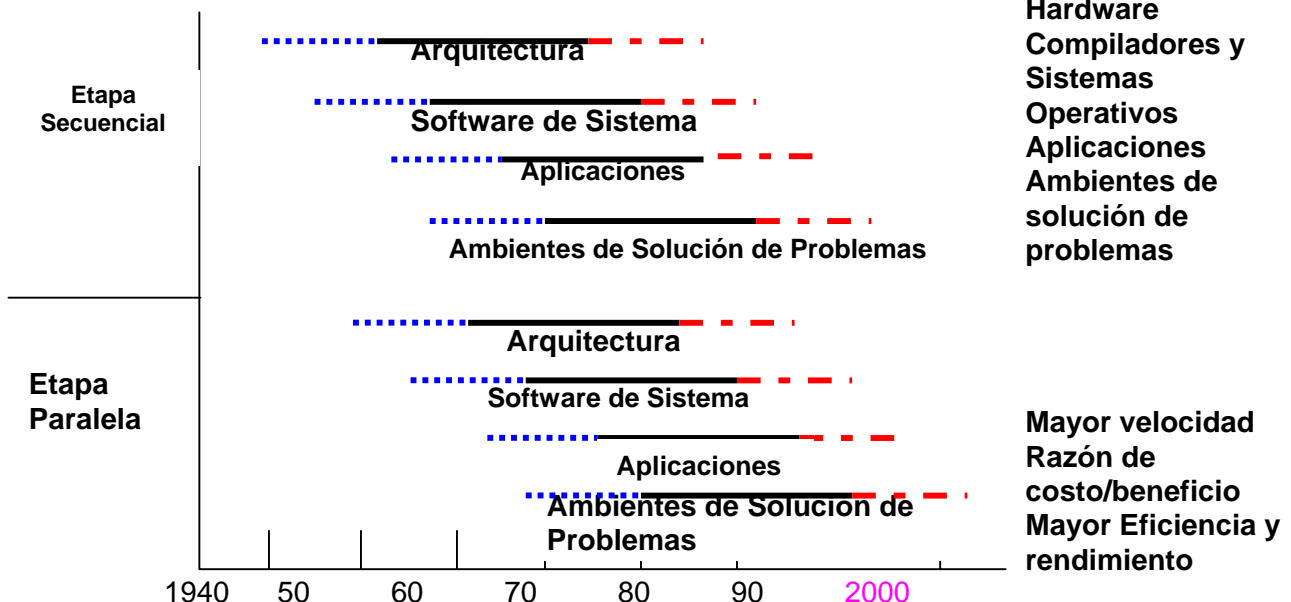 Hardware
Compiladores y
Sistemas
Operativos
Aplicaciones
Ambientes de
solución de
problemas
Etapa
Secuencial
Arquitectura
Software de Sistema
Aplicaciones
Ambientes de Solución de Problemas
Etapa
Paralela
Arquitectura
Software de Sistema
Aplicaciones
Ambientes de Solución de
Problemas
Mayor velocidad
Razón de
costo/beneficio
Mayor Eficiencia y
rendimiento
1940 50 60 70 80 90 2000